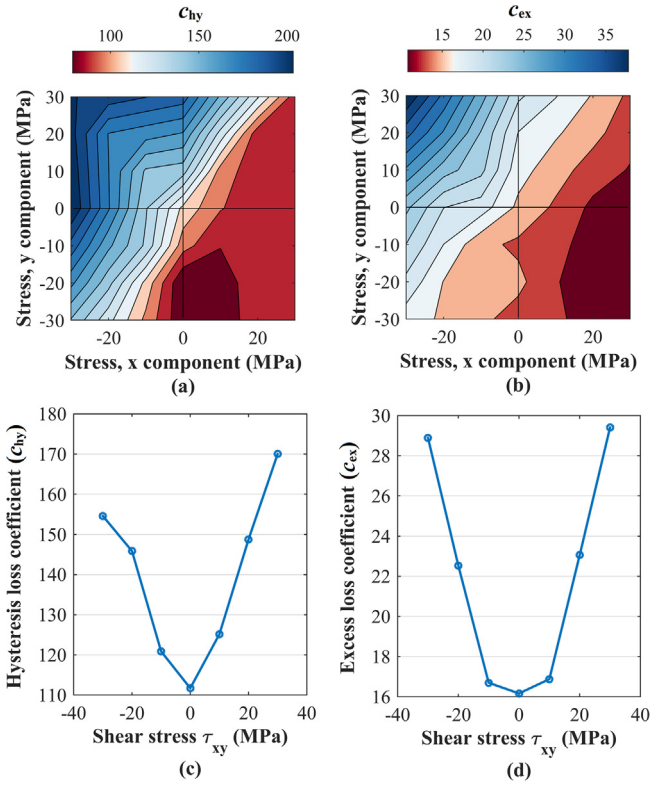 c_hy
100 150 200
30
20
10
0
-10
-20
-30
-20 0 20
Stress, y component (MPa)
Stress, x component (MPa)
(a)
c_ex
15 20 25 30 35
30
20
10
0
-10
-20
-30
-20 0 20
Stress, y component (MPa)
Stress, x component (MPa)
(b)
180
170
160
150
140
130
120
110
-40 -20 0 20 40
Hysteresis loss coefficient (c_hy)
Shear stress τ_xy (MPa)
(c)
30
28
26
24
22
20
18
16
-40 -20 0 20 40
Excess loss coefficient (c_ex)
Shear stress τ_xy (MPa)
(d)